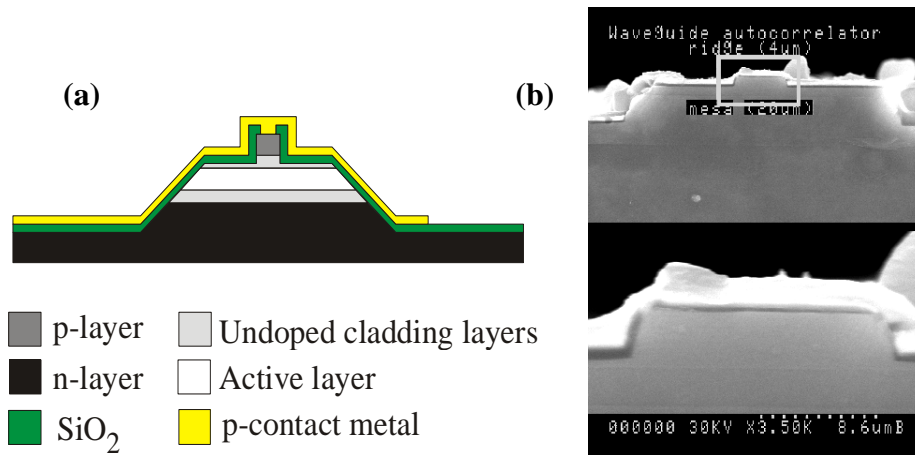 (a)
(b)
p-layer
Undoped cladding layers
n-layer
Active layer
SiO2
p-contact metal
WaveGuide autocorrelator
ridge (4um)
mesa (20um)
000000 30KV X3.50K 8.6umB